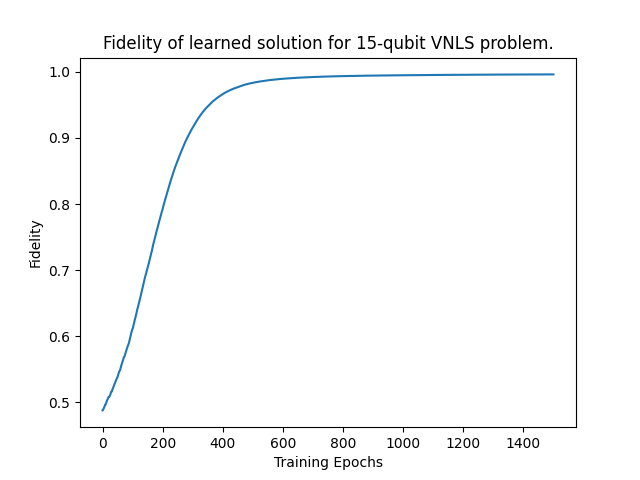 Fidelity of learned solution for 15-qubit VNLS problem.
1.0
0.9
0.8
0.7
0.6
0.5
Fidelity
0 200 400 600 800 1000 1200 1400
Training Epochs